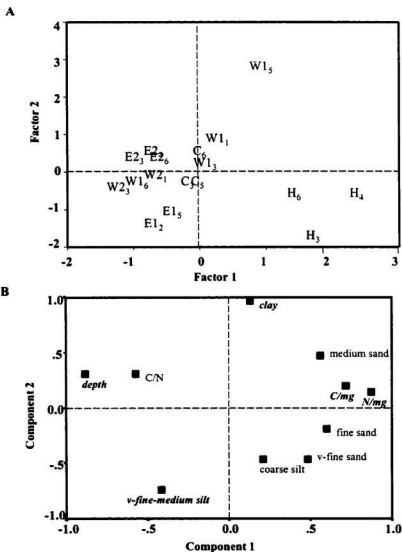 A
4
3
2
1
0
-1
-2
Factor 2
W1₅
W1₁
E2₃ E2₆
C₆
W1₃
W2₃ W1₆ W2₁
C₅
E1₅
E1₂
H₆ H₄
H₃
-2 -1 0 1 2 3
Factor 1
B
1.0
.5
0.0
-.5
-1.0
Component 2
clay
medium sand
depth
C/N
C/mg
N/mg
fine sand
v-fine sand
coarse silt
v-fine-medium silt
-1.0 -.5 0.0 .5 1.0
Component 1